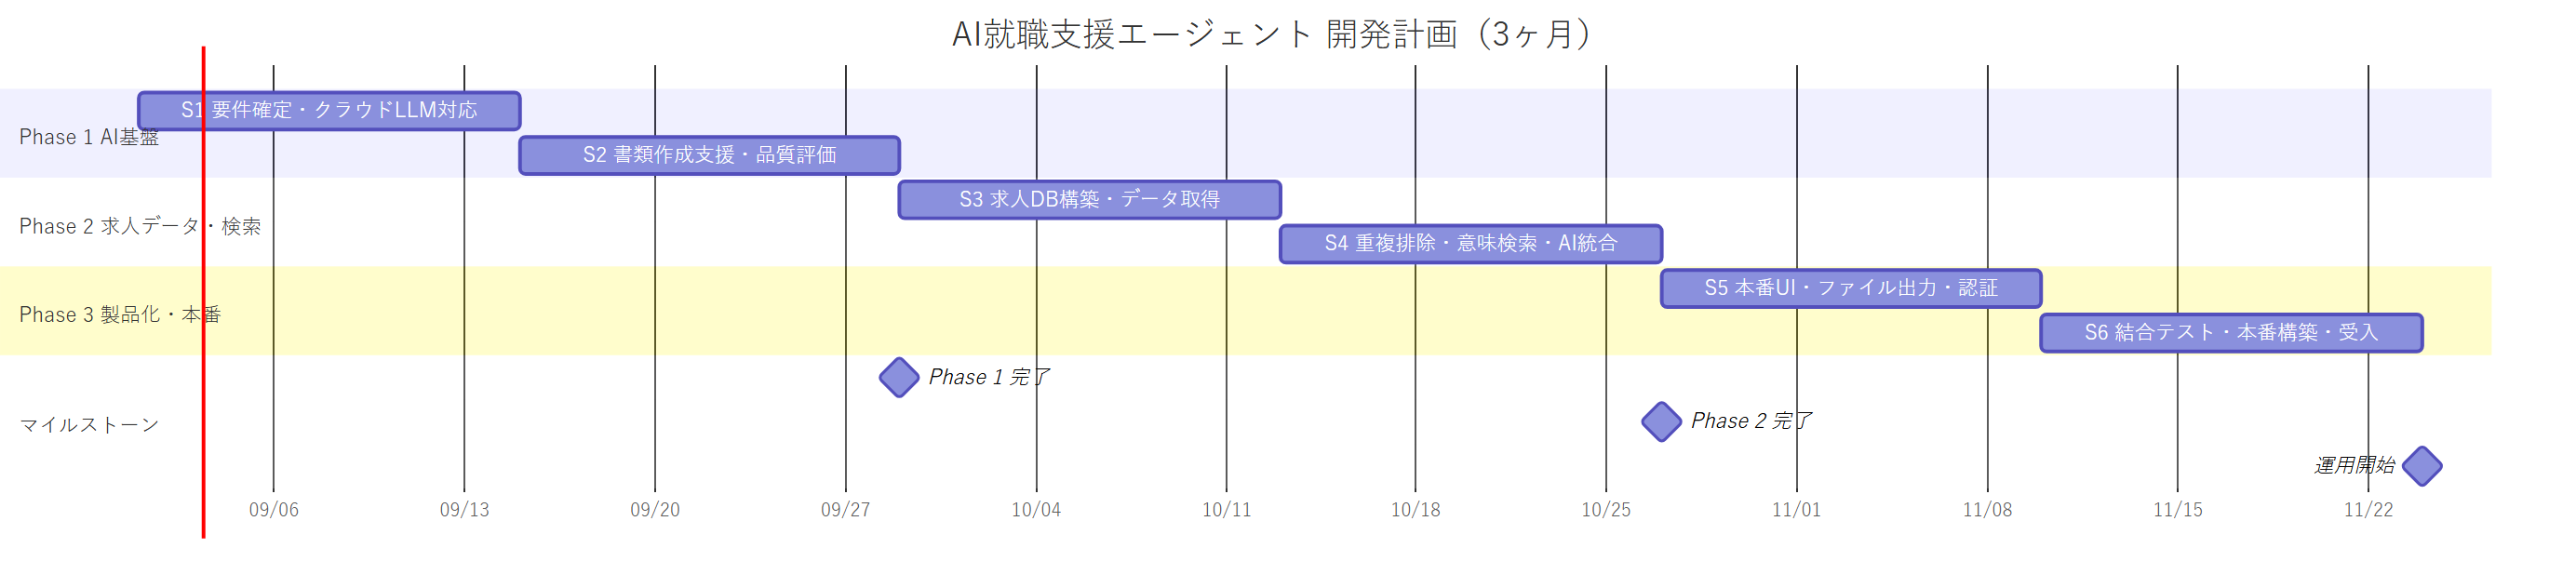 AI就職支援エージェント 開発計画（3ヶ月）
S1 要件確定・クラウドLLM対応
Phase 1 AI基盤
S2 書類作成支援・品質評価
S3 求人DB構築・データ取得
Phase 2 求人データ・検索
S4 重複排除・意味検索・AI統合
S5 本番UI・ファイル出力・認証
Phase 3 製品化・本番
S6 結合テスト・本番構築・受入
Phase 1 完了
Phase 2 完了
マイルストーン
運用開始
09/06 09/13 09/20 09/27 10/04 10/11 10/18 10/25 11/01 11/08 11/15 11/22